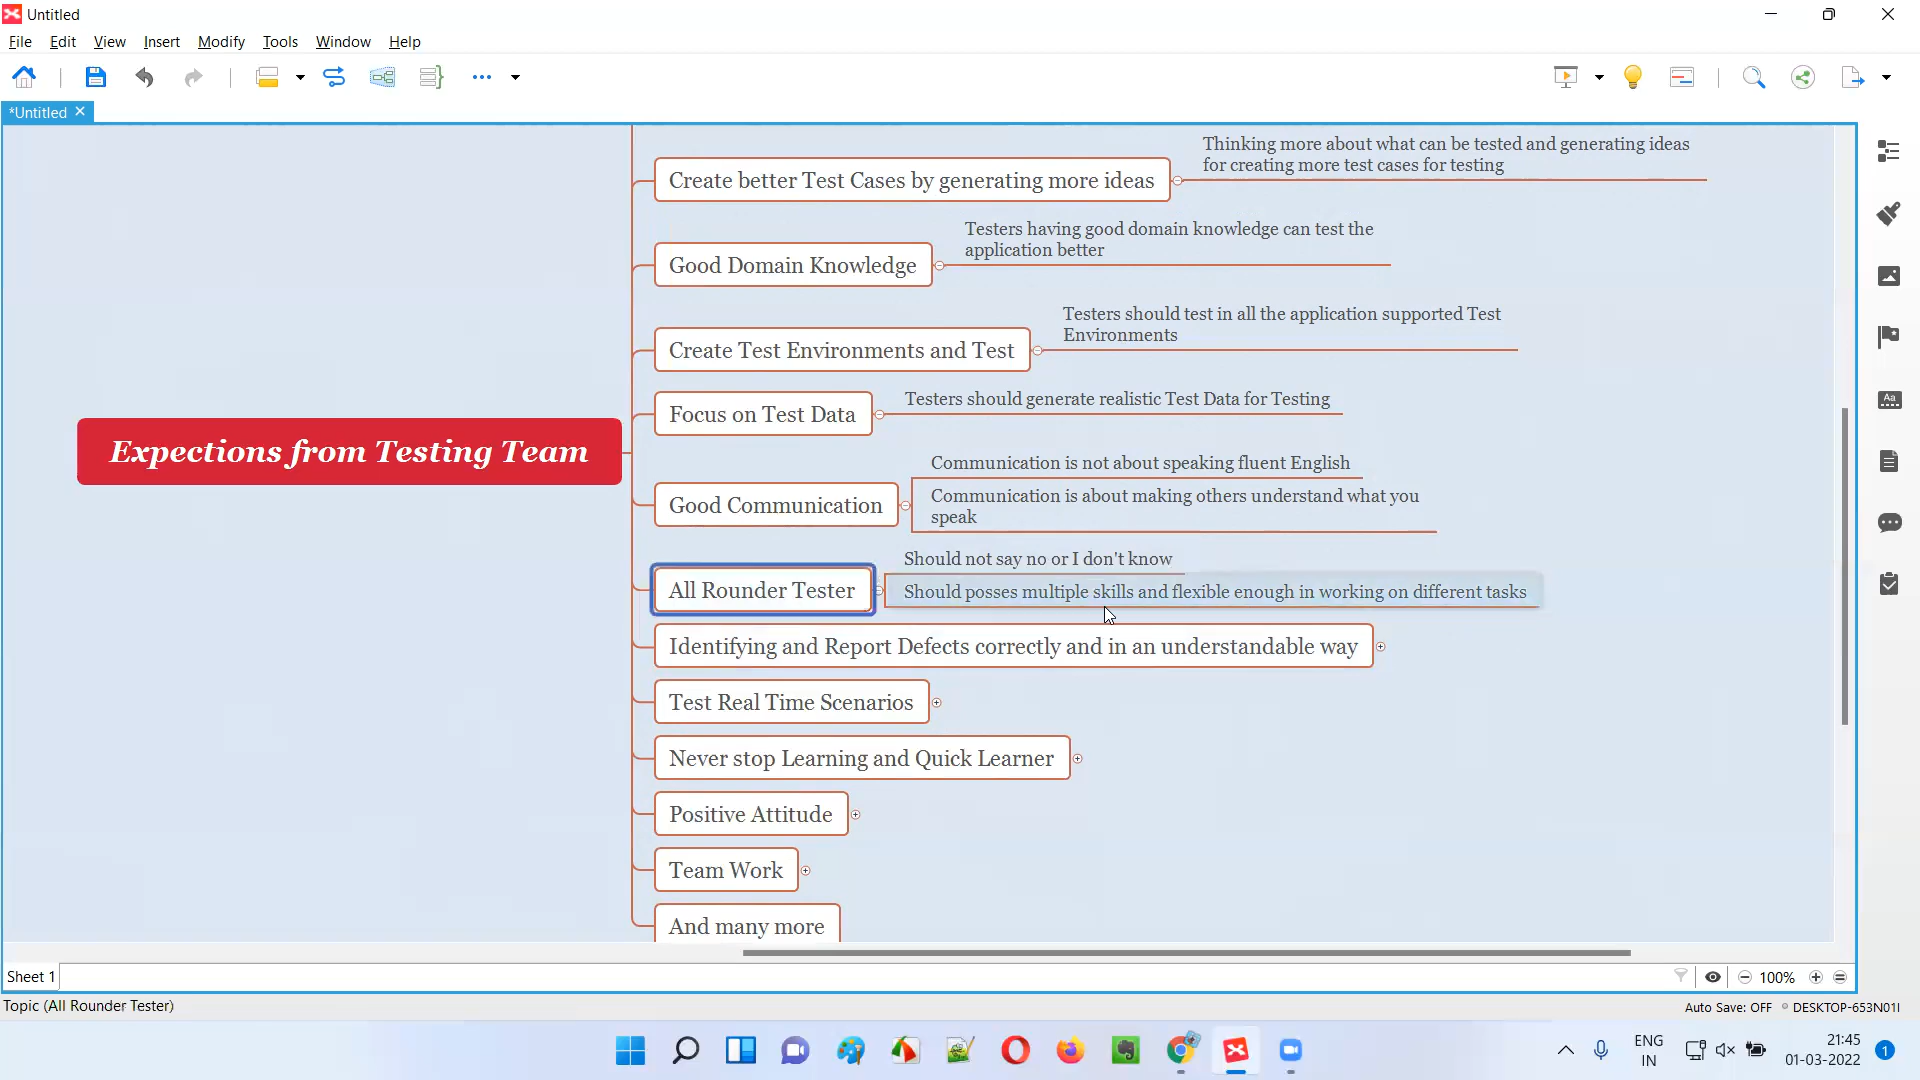 Untitled
File Edit View Insert Modify Tools Window Help
*Untitled
Thinking more about what can be tested and generating ideas
for creating more test cases for testing
Create better Test Cases by generating more ideas
Testers having good domain knowledge can test the
application better
Good Domain Knowledge
Testers should test in all the application supported Test
Environments
Create Test Environments and Test
Testers should generate realistic Test Data for Testing
Focus on Test Data
Expections from Testing Team
Communication is not about speaking fluent English
Communication is about making others understand what you
speak
Good Communication
Should not say no or I don't know
Should posses multiple skills and flexible enough in working on different tasks
All Rounder Tester
Identifying and Report Defects correctly and in an understandable way
Test Real Time Scenarios
Never stop Learning and Quick Learner
Positive Attitude
Team Work
And many more
Sheet 1
100%
Topic (All Rounder Tester)
Auto Save: OFF
DESKTOP-653N01I
ENG
IN
21:45
01-03-2022
1
Aa